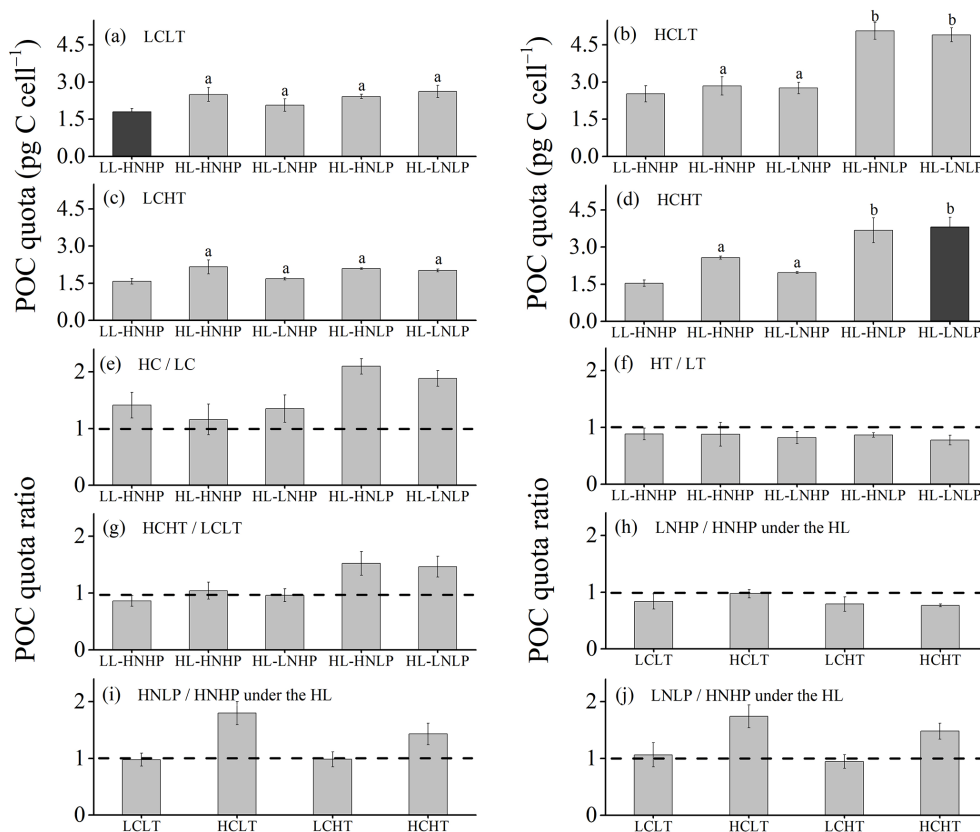 POC quota (pg C cell⁻¹)
(a) LCLT
4.5
3.0
1.5
0.0
a a a a
LL-HNHP HL-HNHP HL-LNHP HL-HNLP HL-LNLP
POC quota (pg C cell⁻¹)
(b) HCLT
4.5
3.0
1.5
0.0
a a b b
LL-HNHP HL-HNHP HL-LNHP HL-HNLP HL-LNLP
(c) LCHT
4.5
3.0
1.5
0.0
a a a a
LL-HNHP HL-HNHP HL-LNHP HL-HNLP HL-LNLP
(d) HCHT
4.5
3.0
1.5
0.0
a a b b
LL-HNHP HL-HNHP HL-LNHP HL-HNLP HL-LNLP
POC quota ratio
(e) HC / LC
2
1
0
LL-HNHP HL-HNHP HL-LNHP HL-HNLP HL-LNLP
POC quota ratio
(f) HT / LT
2
1
0
LL-HNHP HL-HNHP HL-LNHP HL-HNLP HL-LNLP
(g) HCHT / LCLT
2
1
0
LL-HNHP HL-HNHP HL-LNHP HL-HNLP HL-LNLP
(h) LNHP / HNHP under the HL
2
1
0
LCLT HCLT LCHT HCHT
(i) HNLP / HNHP under the HL
2
1
0
LCLT HCLT LCHT HCHT
(j) LNLP / HNHP under the HL
2
1
0
LCLT HCLT LCHT HCHT